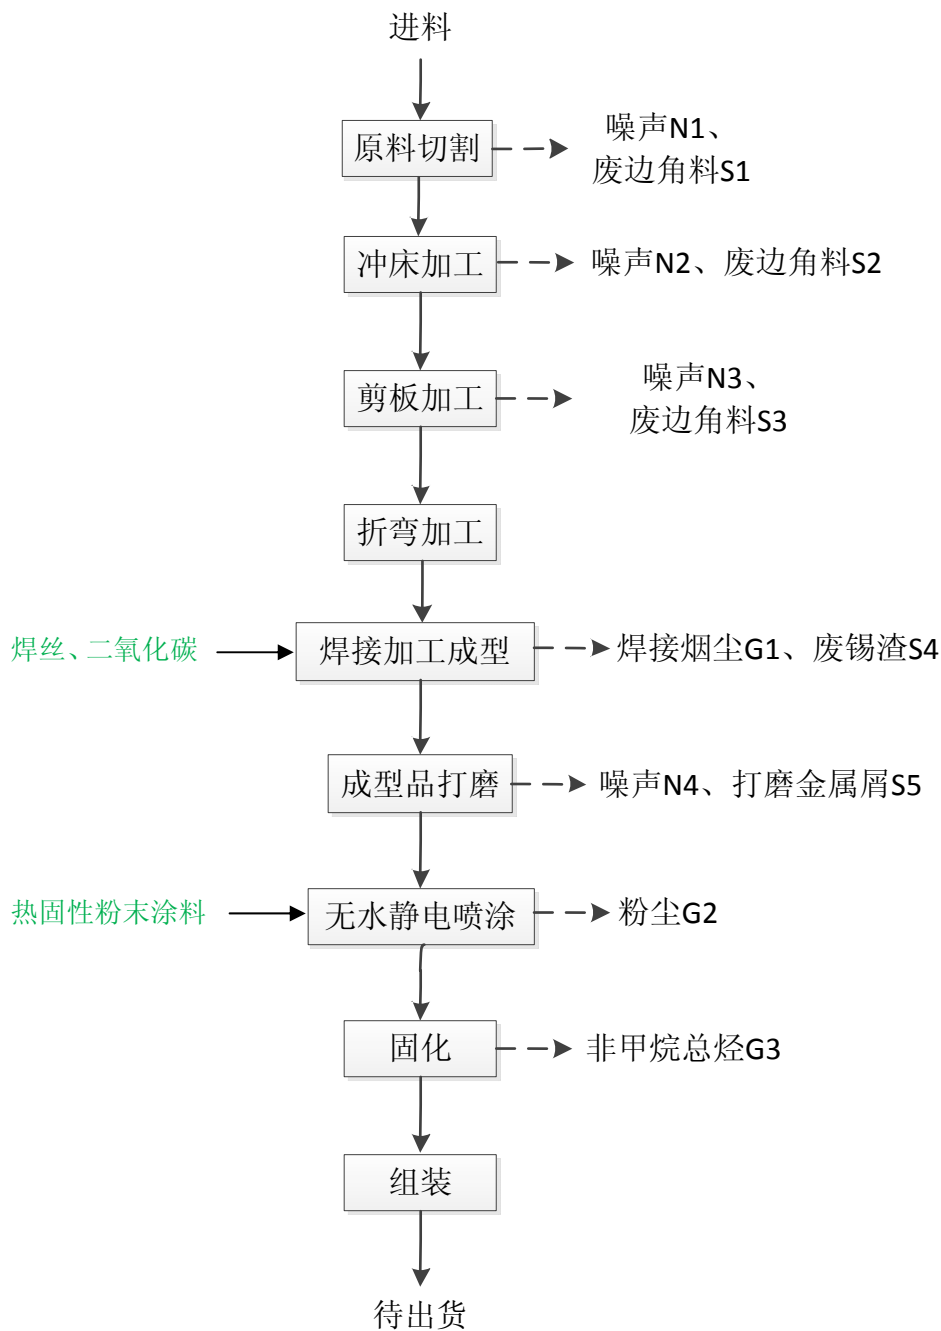 进料
原料切割
噪声N1、
废边角料S1
冲床加工
噪声N2、废边角料S2
剪板加工
噪声N3、
废边角料S3
折弯加工
焊丝、二氧化碳
焊接加工成型
焊接烟尘G1、废锡渣S4
成型品打磨
噪声N4、打磨金属屑S5
热固性粉末涂料
无水静电喷涂
粉尘G2
固化
非甲烷总烃G3
组装
待出货